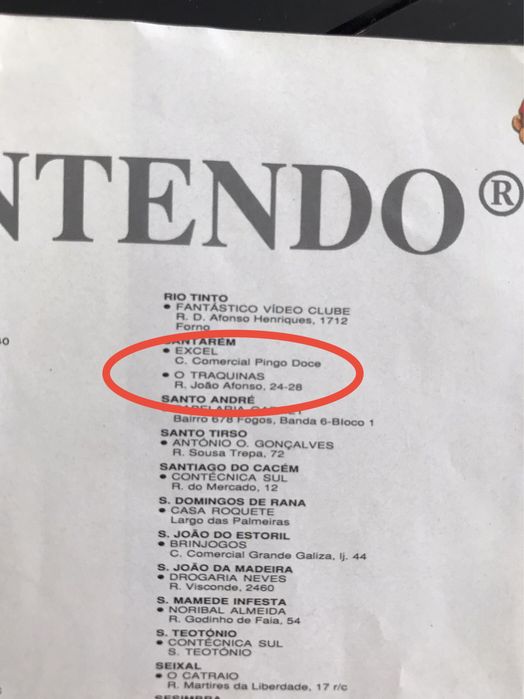 NTENDO®
40
RIO TINTO
• FANTÁSTICO VÍDEO CLUBE
R. D. Afonso Henriques, 1712
Forno
SANTARÉM
• EXCEL
C. Comercial Pingo Doce
• O TRAQUINAS
R. João Afonso, 24-28
SANTO ANDRÉ
Bairro 678 Fogos, Banda 6-Bloco 1
SANTO TIRSO
• ANTÓNIO O. GONÇALVES
R. Sousa Trepa, 72
SANTIAGO DO CACÉM
• CONTÉCNICA SUL
R. do Mercado, 12
S. DOMINGOS DE RANA
• CASA ROQUETE
Largo das Palmeiras
S. JOÃO DO ESTORIL
• BRINJOGOS
C. Comercial Grande Galiza, lj. 44
S. JOÃO DA MADEIRA
• DROGARIA NEVES
R. Visconde, 2460
S. MAMEDE INFESTA
• NORIBAL ALMEIDA
R. Godinho de Faia, 54
S. TEOTÓNIO
• CONTÉCNICA SUL
S. TEOTÓNIO
SEIXAL
• O CATRAIO
R. Martires da Liberdade, 17 r/c